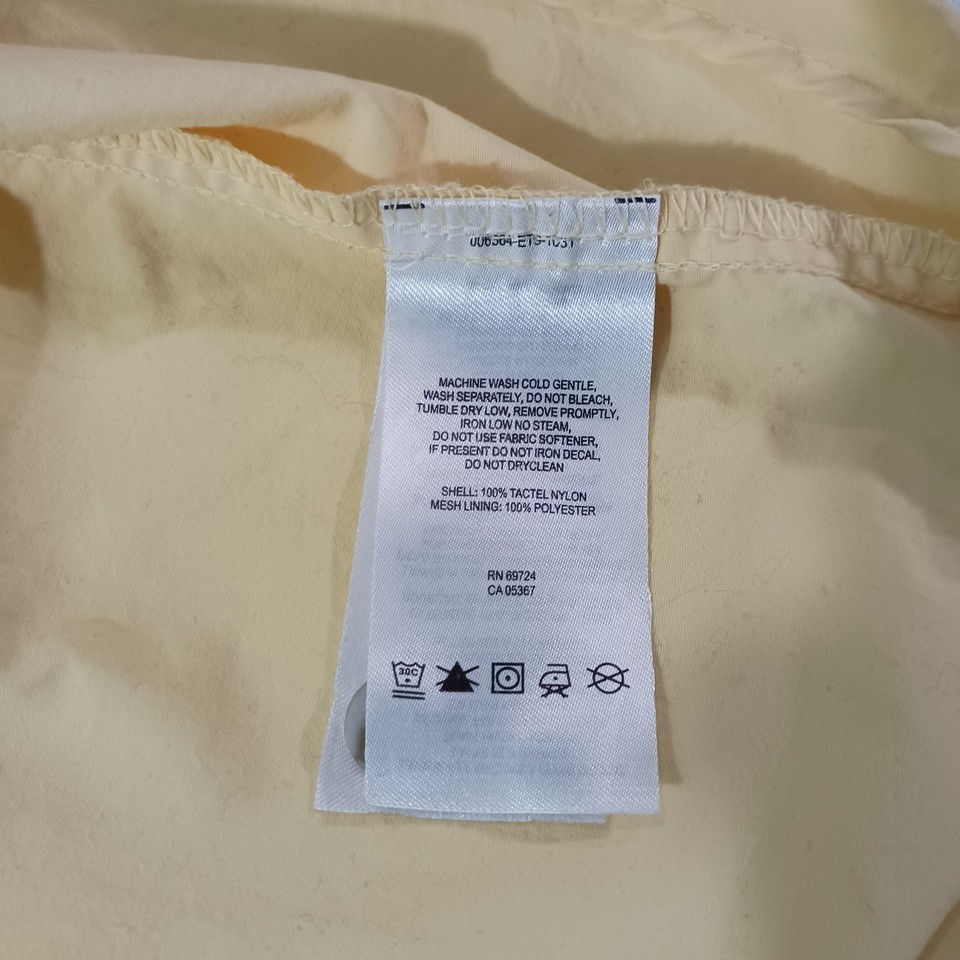 MACHINE WASH COLD GENTLE,
WASH SEPARATELY, DO NOT BLEACH,
TUMBLE DRY LOW, REMOVE PROMPTLY,
IRON LOW NO STEAM,
DO NOT USE FABRIC SOFTENER,
IF PRESENT DO NOT IRON DECAL,
DO NOT DRYCLEAN
SHELL: 100% TACTEL NYLON
MESH LINING: 100% POLYESTER
RN 69724
CA 05367
30C